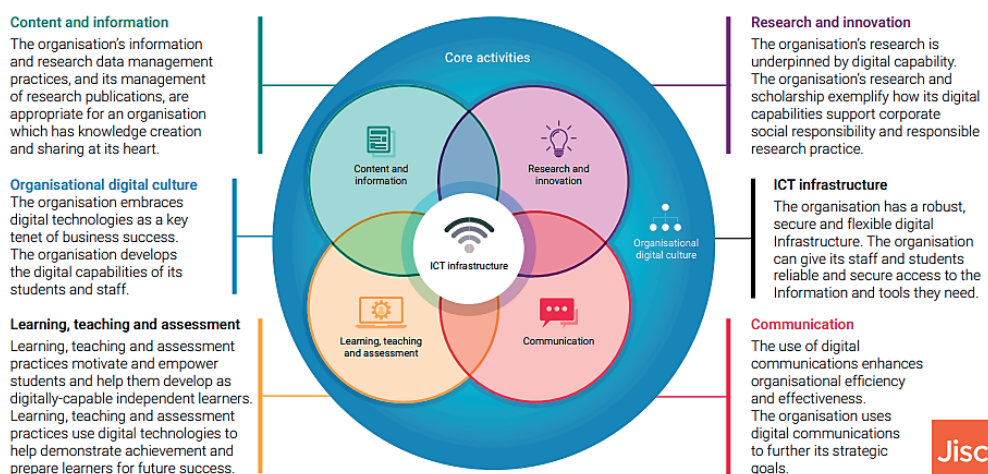 Content and information
The organisation's information
and research data management
practices, and its management
of research publications, are
appropriate for an organisation
which has knowledge creation
and sharing at its heart.
Organisational digital culture
The organisation embraces
digital technologies as a key
tenet of business success.
The organisation develops
the digital capabilities of its
students and staff.
Learning, teaching and assessment
Learning, teaching and assessment
practices motivate and empower
students and help them develop as
digitally-capable independent learners.
Learning, teaching and assessment
practices use digital technologies to
help demonstrate achievement and
prepare learners for future success.
Core activities
Content and
information
Research and
innovation
ICT infrastructure
Organisational
digital culture
Learning, teaching
and assessment
Communication
Research and innovation
The organisation's research is
underpinned by digital capability.
The organisation's research and
scholarship exemplify how its digital
capabilities support corporate
social responsibility and responsible
research practice.
ICT infrastructure
The organisation has a robust,
secure and flexible digital
Infrastructure. The organisation
can give its staff and students
reliable and secure access to the
Information and tools they need.
Communication
The use of digital
communications enhances
organisational efficiency
and effectiveness.
The organisation uses
digital communications
to further its strategic
goals.
Jisc